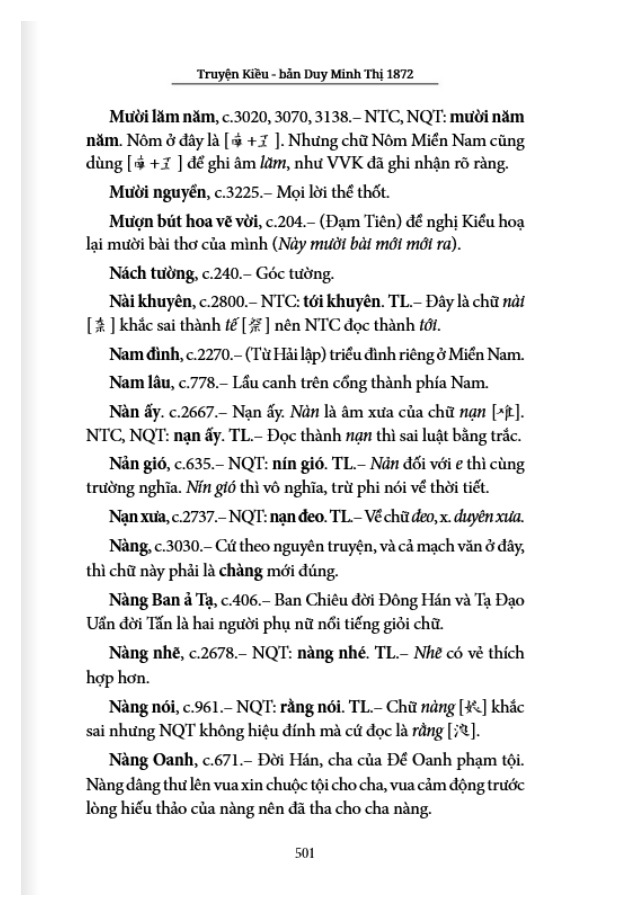 Truyện Kiều - bản Duy Minh Thị 1872
Mười lăm năm, c.3020, 3070, 3138.– NTC, NQT: mười năm
năm. Nôm ở đây là [ + ]. Nhưng chữ Nôm Miền Nam cũng
dùng [ + ] để ghi âm lăm, như VVK đã ghi nhận rõ ràng.
Mười nguyền, c.3225.– Mọi lời thề thốt.
Mượn bút hoa vẽ vời, c.204.– (Đạm Tiên) đề nghị Kiều hoạ
lại mười bài thơ của mình (Này mười bài mới mới ra).
Nách tường, c.240.– Góc tường.
Nài khuyên, c.2800.– NTC: tới khuyên. TL.– Đây là chữ nài
[ ] khắc sai thành tế [ ] nên NTC đọc thành tới.
Nam đình, c.2270.– (Từ Hải lập) triều đình riêng ở Miền Nam.
Nam lâu, c.778.– Lầu canh trên cổng thành phía Nam.
Nàn ấy. c.2667.– Nạn ấy. Nàn là âm xưa của chữ nạn [ ].
NTC, NQT: nạn ấy. TL.– Đọc thành nạn thì sai luật bằng trắc.
Nản gió, c.635.– NQT: nín gió. TL.– Nản đối với e thì cùng
trường nghĩa. Nín gió thì vô nghĩa, trừ phi nói về thời tiết.
Nạn xưa, c.2737.– NQT: nạn đeo. TL.– Về chữ đeo, x. duyên xưa.
Nàng, c.3030.– Cứ theo nguyên truyện, và cả mạch văn ở đây,
thì chữ này phải là chàng mới đúng.
Nàng Ban ả Tạ, c.406.– Ban Chiêu đời Đông Hán và Tạ Đạo
Uẩn đời Tấn là hai người phụ nữ nổi tiếng giỏi chữ.
Nàng nhẽ, c.2678.– NQT: nàng nhé. TL.– Nhẽ có vẻ thích
hợp hơn.
Nàng nói, c.961.– NQT: rằng nói. TL.– Chữ nàng [ ] khắc
sai nhưng NQT không hiệu đính mà cứ đọc là rằng [ ].
Nàng Oanh, c.671.– Đời Hán, cha của Đề Oanh phạm tội.
Nàng dâng thư lên vua xin chuộc tội cho cha, vua cảm động trước
lòng hiếu thảo của nàng nên đã tha cho cha nàng.
501